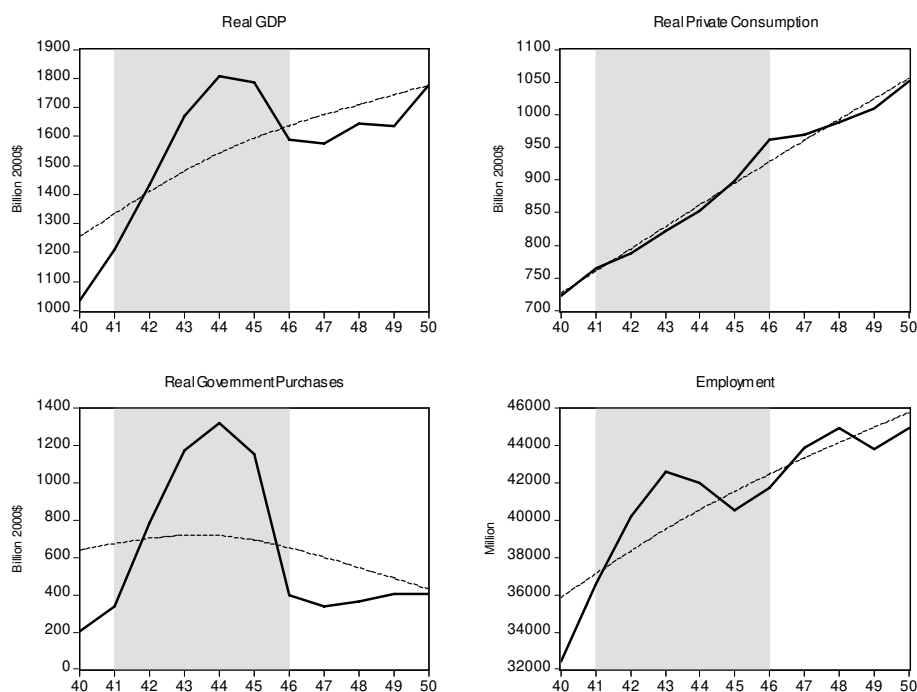 Real GDP
Billion 2000$
1900
1800
1700
1600
1500
1400
1300
1200
1100
1000
40 41 42 43 44 45 46 47 48 49 50
Real Private Consumption
Billion 2000$
1100
1050
1000
950
900
850
800
750
700
40 41 42 43 44 45 46 47 48 49 50
Real Government Purchases
Billion 2000$
1400
1200
1000
800
600
400
200
0
40 41 42 43 44 45 46 47 48 49 50
Employment
Million
46000
44000
42000
40000
38000
36000
34000
32000
40 41 42 43 44 45 46 47 48 49 50